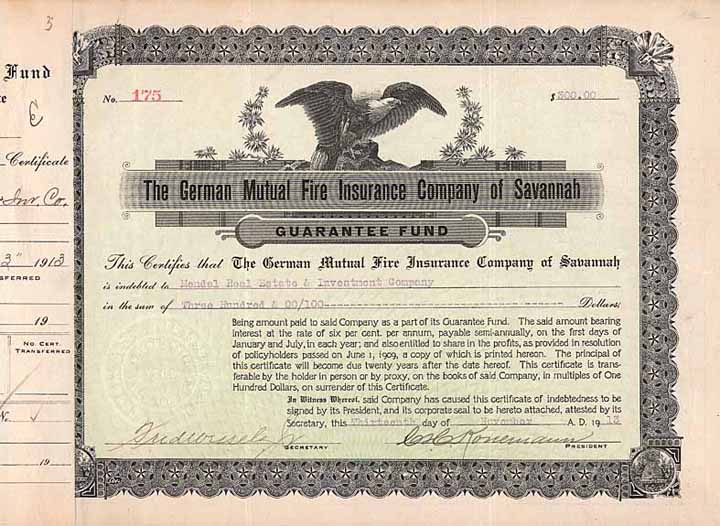 5
Fund
te
Certificate
Inv. Co.
3" 1913
SFERRED
19
NO. CERT.
TRANSFERRED
19
No. 175
$300.00
The German Mutual Fire Insurance Company of Savannah
GUARANTEE FUND
This Certifies that The German Mutual Fire Insurance Company of Savannah
is indebted to Mendel Real Estate & Investment Company
in the sum of Three Hundred & 00/100 Dollars:
Being amount paid to said Company as a part of its Guarantee Fund. The said amount bearing
interest at the rate of six per cent. per annum, payable semi-annually, on the first days of
January and July, in each year; and also entitled to share in the profits, as provided in resolution
of policyholders passed on June 1, 1909, a copy of which is printed hereon. The principal of
this certificate will become due twenty years after the date hereof. This certificate is trans-
ferable by the holder in person or by proxy, on the books of said Company, in multiples of One
Hundred Dollars, on surrender of this Certificate.
In Witness Whereof, said Company has caused this certificate of indebtedness to be
signed by its President, and its corporate seal to be hereto attached, attested by its
Secretary, this Thirteenth day of November A. D. 1913
SECRETARY
PRESIDENT